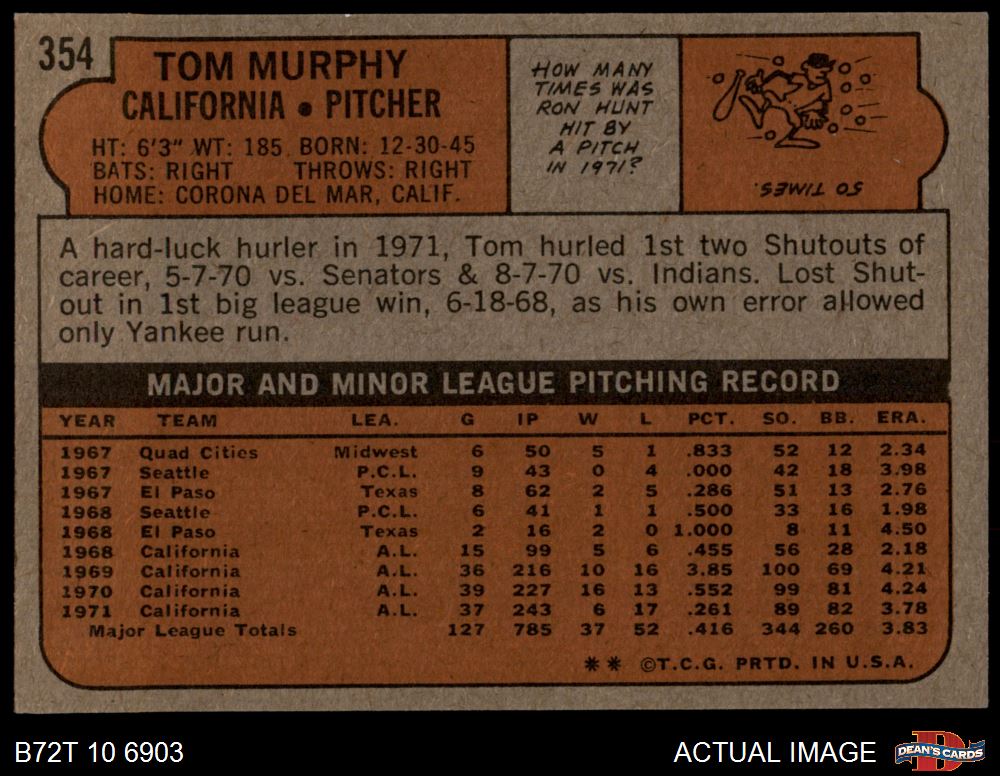 354
TOM MURPHY
CALIFORNIA • PITCHER
HT: 6'3" WT: 185 BORN: 12-30-45
BATS: RIGHT THROWS: RIGHT
HOME: CORONA DEL MAR, CALIF.
HOW MANY
TIMES WAS
RON HUNT
HIT BY
A PITCH
IN 1971?
50 TIMES.
A hard-luck hurler in 1971, Tom hurled 1st two Shutouts of
career, 5-7-70 vs. Senators & 8-7-70 vs. Indians. Lost Shut-
out in 1st big league win, 6-18-68, as his own error allowed
only Yankee run.
MAJOR AND MINOR LEAGUE PITCHING RECORD
YEAR TEAM LEA. G IP W L PCT. SO. BB. ERA.
1967 Quad Cities Midwest 6 50 5 1 .833 52 12 2.34
1967 Seattle P.C.L. 9 43 0 4 .000 42 18 3.98
1967 El Paso Texas 8 62 2 5 .286 51 13 2.76
1968 Seattle P.C.L. 6 41 1 1 .500 33 16 1.98
1968 El Paso Texas 2 16 2 0 1.000 8 11 4.50
1968 California A.L. 15 99 5 6 .455 56 28 2.18
1969 California A.L. 36 216 10 16 3.85 100 69 4.21
1970 California A.L. 39 227 16 13 .552 99 81 4.24
1971 California A.L. 37 243 6 17 .261 89 82 3.78
Major League Totals 127 785 37 52 .416 344 260 3.83
** ©T.C.G. PRTD. IN U.S.A.
B72T 10 6903
ACTUAL IMAGE
DEAN'S CARDS